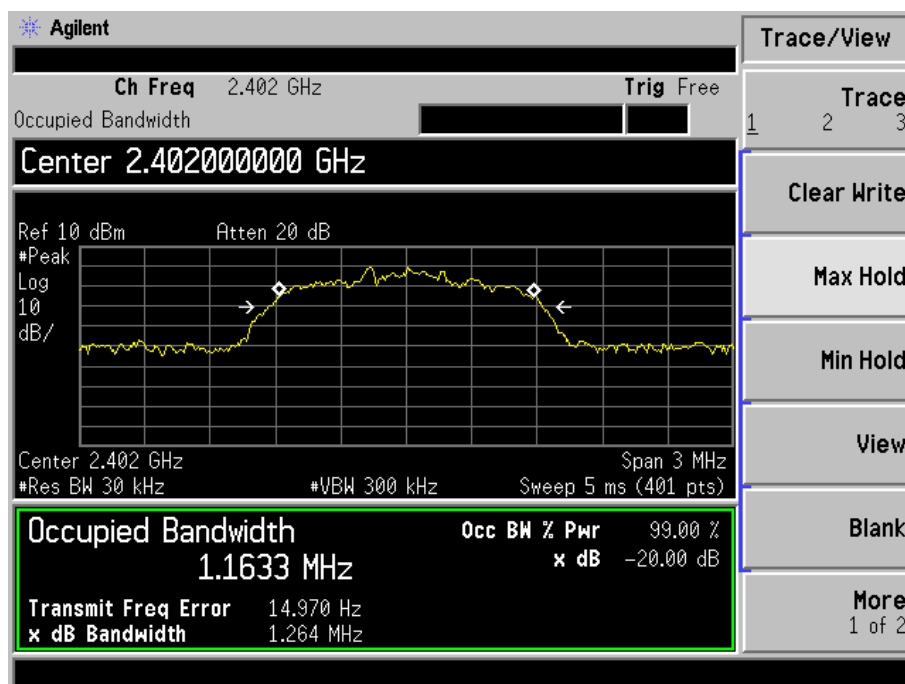 Agilent
Trace/View
Ch Freq 2.402 GHz Trig Free
Occupied Bandwidth
Trace
1 2 3
Center 2.402000000 GHz
Clear Write
Ref 10 dBm Atten 20 dB
#Peak
Log
10
dB/
Max Hold
Min Hold
View
Center 2.402 GHz Span 3 MHz
#Res BW 30 kHz #VBW 300 kHz Sweep 5 ms (401 pts)
Occupied Bandwidth Occ BW % Pwr 99.00 %
1.1633 MHz x dB -20.00 dB
Blank
Transmit Freq Error 14.970 Hz
x dB Bandwidth 1.264 MHz
More
1 of 2